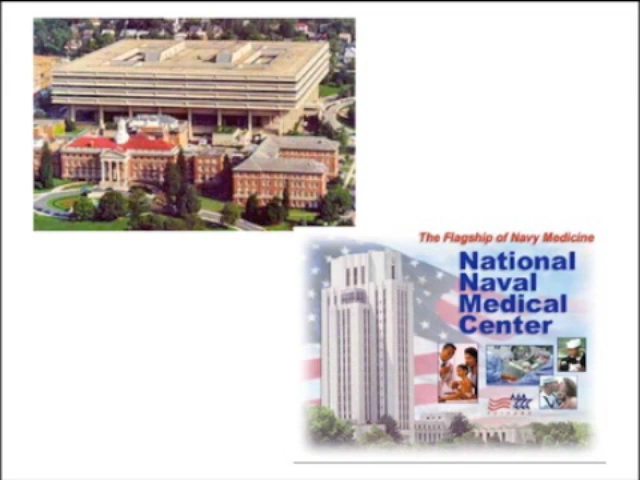 The Flagship of Navy Medicine
National
Naval
Medical
Center